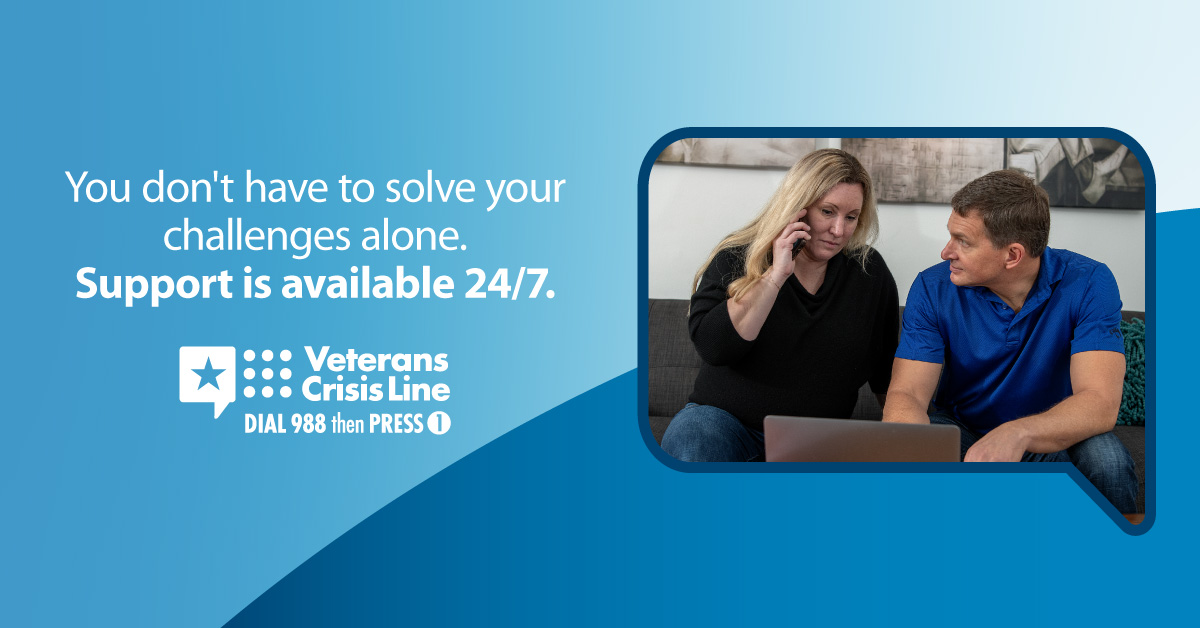 You don't have to solve your
challenges alone.
Support is available 24/7.
Veterans
Crisis Line
DIAL 988 then PRESS 1